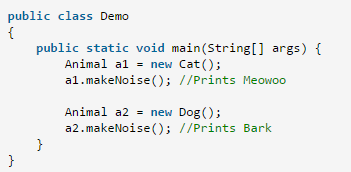 public class Demo
{
    public static void main(String[] args) {
        Animal a1 = new Cat();
        a1.makeNoise(); //Prints Meowoo

        Animal a2 = new Dog();
        a2.makeNoise(); //Prints Bark
    }
}